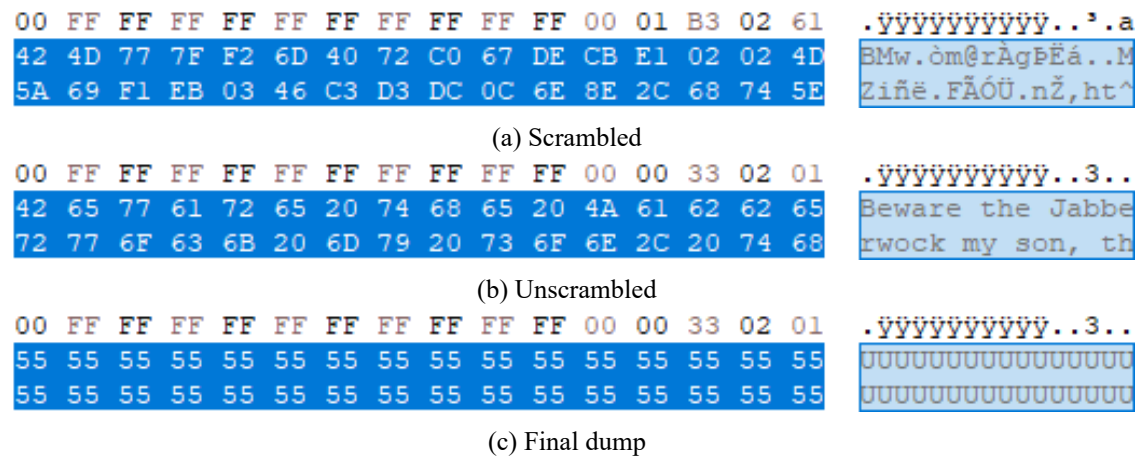 00 FF FF FF FF FF FF FF FF FF FF 00 01 B3 02 61 .ÿÿÿÿÿÿÿÿÿÿ..³.a
42 4D 77 7F F2 6D 40 72 C0 67 DE CB E1 02 02 4D BMw.òm@rÀgÞËá..M
5A 69 F1 EB 03 46 C3 D3 DC 0C 6E 8E 2C 68 74 5E Ziñë.FÃÓÜ.nŽ,ht^
(a) Scrambled
00 FF FF FF FF FF FF FF FF FF FF 00 00 33 02 01 .ÿÿÿÿÿÿÿÿÿÿ..3..
42 65 77 61 72 65 20 74 68 65 20 4A 61 62 62 65 Beware the Jabbe
72 77 6F 63 6B 20 6D 79 20 73 6F 6E 2C 20 74 68 rwock my son, th
(b) Unscrambled
00 FF FF FF FF FF FF FF FF FF FF 00 00 33 02 01 .ÿÿÿÿÿÿÿÿÿÿ..3..
55 55 55 55 55 55 55 55 55 55 55 55 55 55 55 55 UUUUUUUUUUUUUUUU
55 55 55 55 55 55 55 55 55 55 55 55 55 55 55 55 UUUUUUUUUUUUUUUU
(c) Final dump